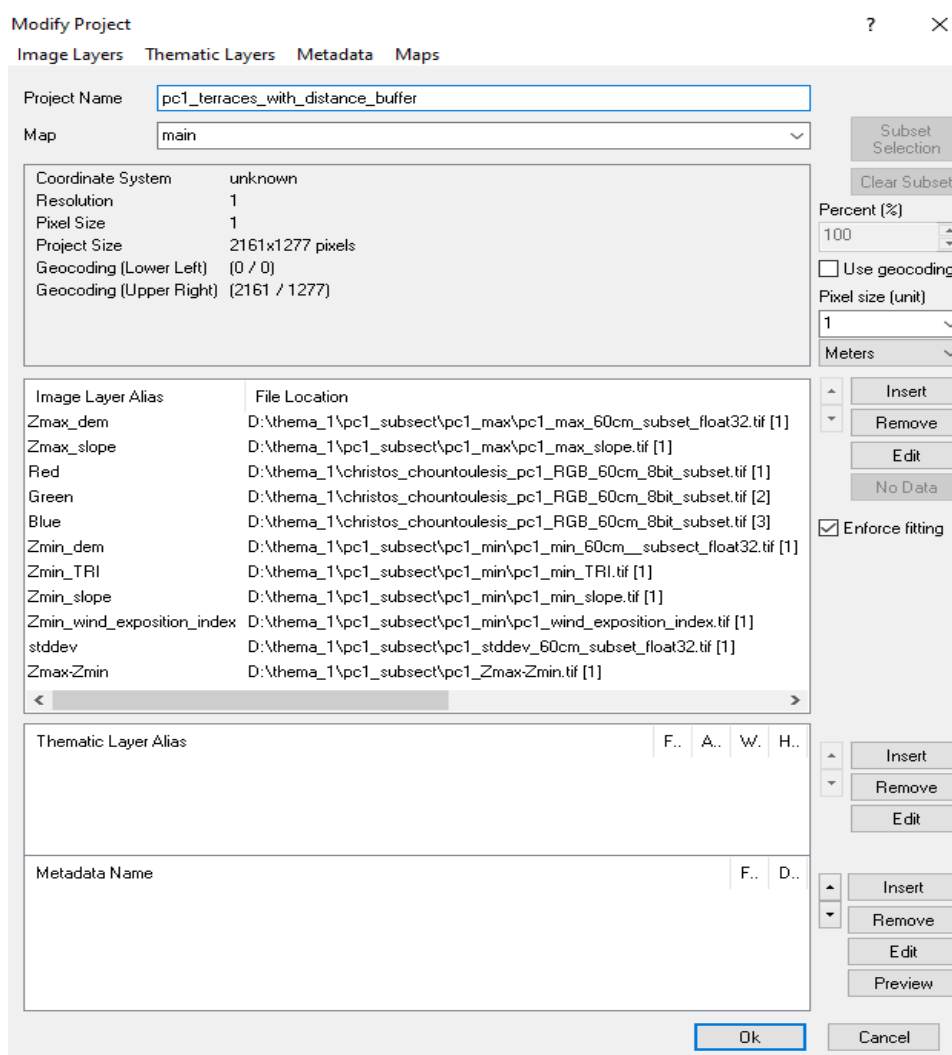 Modify Project ? ×
Image Layers Thematic Layers Metadata Maps
Project Name pc1_terraces_with_distance_buffer
Map main
Subset Selection
Clear Subset
Percent (%)
100
Use geocoding
Pixel size (unit)
1
Meters
Coordinate System unknown
Resolution 1
Pixel Size 1
Project Size 2161x1277 pixels
Geocoding (Lower Left) (0 / 0)
Geocoding (Upper Right) (2161 / 1277)
Image Layer Alias File Location
Zmax_dem D:\thema_1\pc1_subsect\pc1_max\pc1_max_60cm_subset_float32.tif [1]
Zmax_slope D:\thema_1\pc1_subsect\pc1_max\pc1_max_slope.tif [1]
Red D:\thema_1\christos_chountoulesis_pc1_RGB_60cm_8bit_subset.tif [1]
Green D:\thema_1\christos_chountoulesis_pc1_RGB_60cm_8bit_subset.tif [2]
Blue D:\thema_1\christos_chountoulesis_pc1_RGB_60cm_8bit_subset.tif [3]
Zmin_dem D:\thema_1\pc1_subsect\pc1_min\pc1_min_60cm__subset_float32.tif [1]
Zmin_TRI D:\thema_1\pc1_subsect\pc1_min\pc1_min_TRI.tif [1]
Zmin_slope D:\thema_1\pc1_subsect\pc1_min\pc1_min_slope.tif [1]
Zmin_wind_exposition_index D:\thema_1\pc1_subsect\pc1_min\pc1_wind_exposition_index.tif [1]
stddev D:\thema_1\pc1_subsect\pc1_stddev_60cm_subset_float32.tif [1]
Zmax-Zmin D:\thema_1\pc1_subsect\pc1_Zmax-Zmin.tif [1]
Insert
Remove
Edit
No Data
Enforce fitting
Thematic Layer Alias F.. A.. W. H..
Insert
Remove
Edit
Metadata Name F.. D..
Insert
Remove
Edit
Preview
Ok Cancel